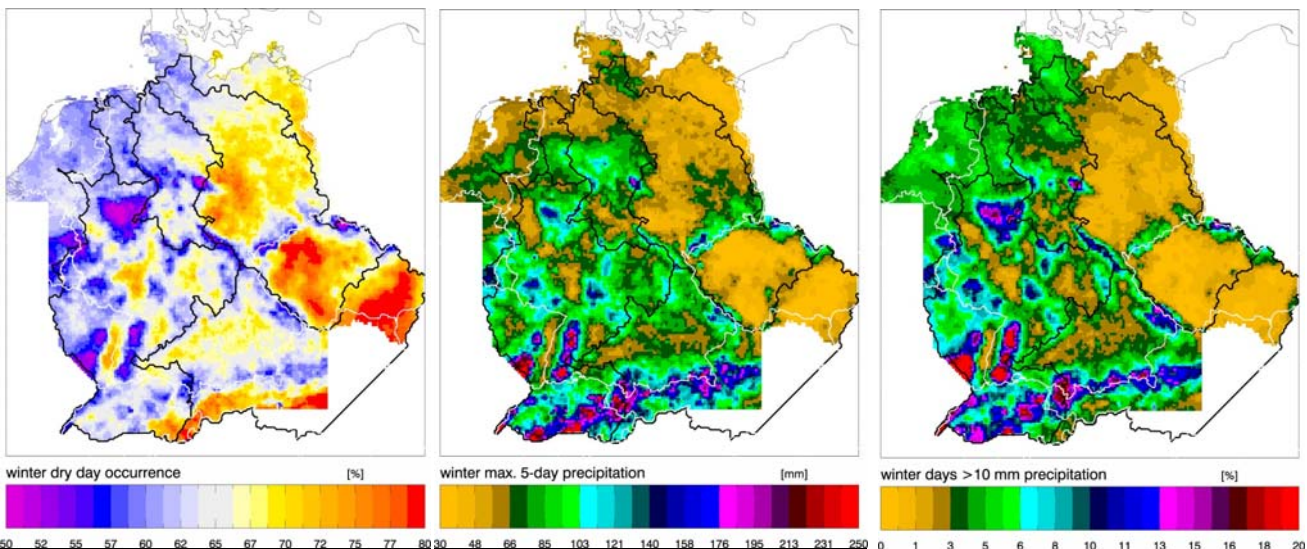 winter dry day occurrence [%]
50 52 55 57 60 62 65 67 70 72 75 77 80
winter max. 5-day precipitation [mm]
30 48 66 85 103 121 140 158 176 195 213 231 250
winter days >10 mm precipitation [%]
0 1 3 5 6 8 10 11 13 15 16 18 20